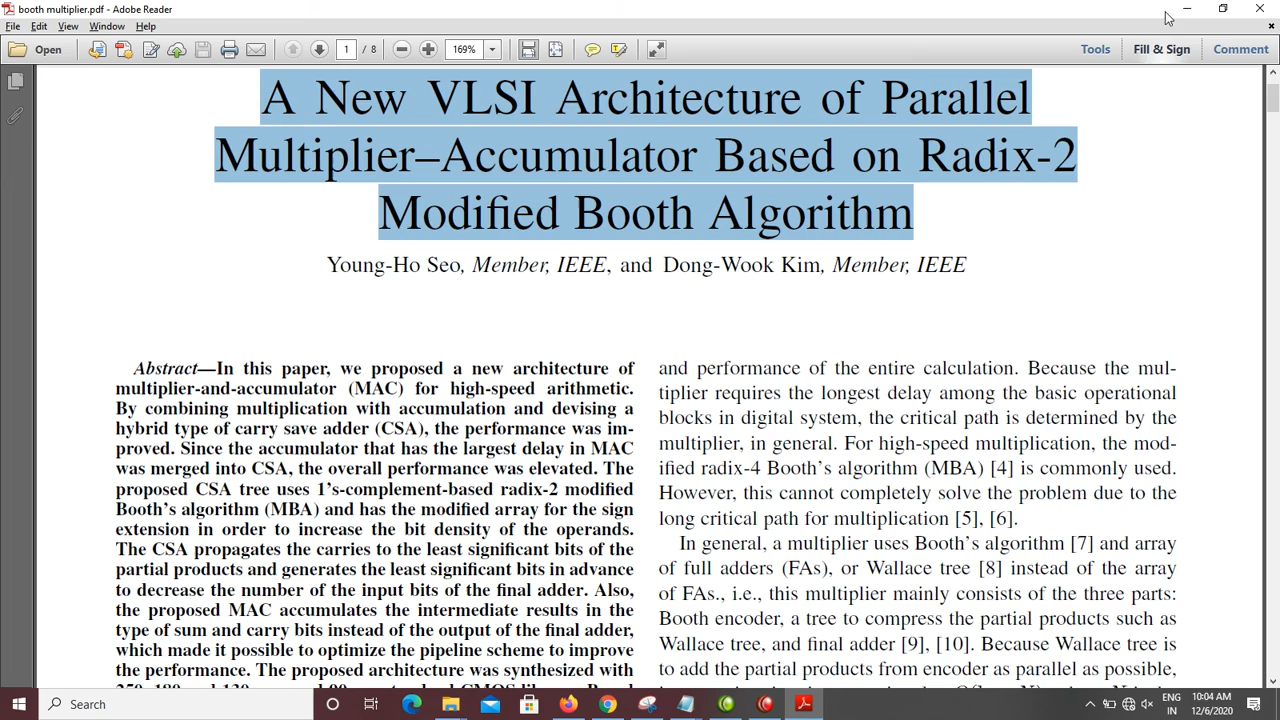 booth multiplier.pdf - Adobe Reader
File Edit View Window Help
Open 1 / 8 169% Tools Fill & Sign Comment
A New VLSI Architecture of Parallel
Multiplier–Accumulator Based on Radix-2
Modified Booth Algorithm
Young-Ho Seo, Member, IEEE, and Dong-Wook Kim, Member, IEEE
Abstract—In this paper, we proposed a new architecture of
multiplier-and-accumulator (MAC) for high-speed arithmetic.
By combining multiplication with accumulation and devising a
hybrid type of carry save adder (CSA), the performance was im-
proved. Since the accumulator that has the largest delay in MAC
was merged into CSA, the overall performance was elevated. The
proposed CSA tree uses 1's-complement-based radix-2 modified
Booth's algorithm (MBA) and has the modified array for the sign
extension in order to increase the bit density of the operands.
The CSA propagates the carries to the least significant bits of the
partial products and generates the least significant bits in advance
to decrease the number of the input bits of the final adder. Also,
the proposed MAC accumulates the intermediate results in the
type of sum and carry bits instead of the output of the final adder,
which made it possible to optimize the pipeline scheme to improve
the performance. The proposed architecture was synthesized with
and performance of the entire calculation. Because the mul-
tiplier requires the longest delay among the basic operational
blocks in digital system, the critical path is determined by the
multiplier, in general. For high-speed multiplication, the mod-
ified radix-4 Booth's algorithm (MBA) [4] is commonly used.
However, this cannot completely solve the problem due to the
long critical path for multiplication [5], [6].
In general, a multiplier uses Booth's algorithm [7] and array
of full adders (FAs), or Wallace tree [8] instead of the array
of FAs., i.e., this multiplier mainly consists of the three parts:
Booth encoder, a tree to compress the partial products such as
Wallace tree, and final adder [9], [10]. Because Wallace tree is
to add the partial products from encoder as parallel as possible,
Search
ENG 10:04 AM
IN 12/6/2020